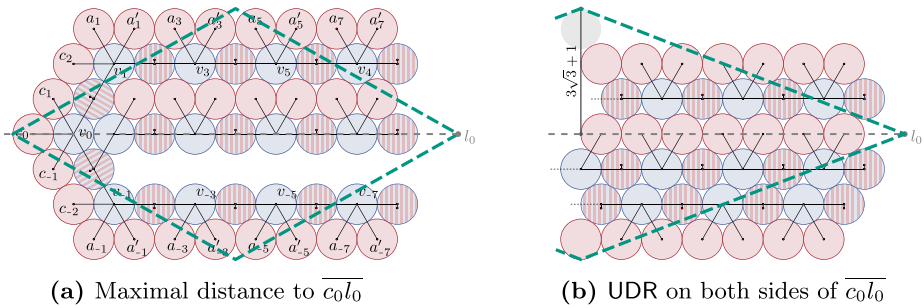 a₁ a′₁ a₃ a′₃ a₅ a′₅ a₇ a′₇
c₂ v₁ v₃ v₅ v₄
c₁
c₀ v₀ l₀
c₋₁
v₋₁ v₋₃ v₋₅ v₋₇
c₋₂
a₋₁ a′₋₁ a₋₃ a′₋₃ a₋₅ a′₋₅ a₋₇ a′₋₇
(a) Maximal distance to c₀l₀
3√3 + 1
l₀
(b) UDR on both sides of c₀l₀